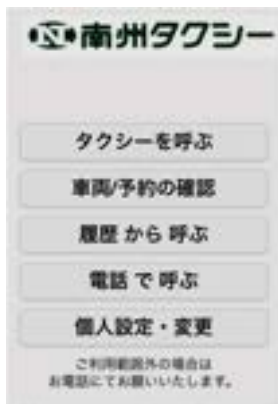 N 南州タクシー
タクシーを呼ぶ
車両/予約の確認
履歴 から 呼ぶ
電話 で 呼ぶ
個人設定・変更
ご利用範囲外の場合は
お電話にてお願いいたします。